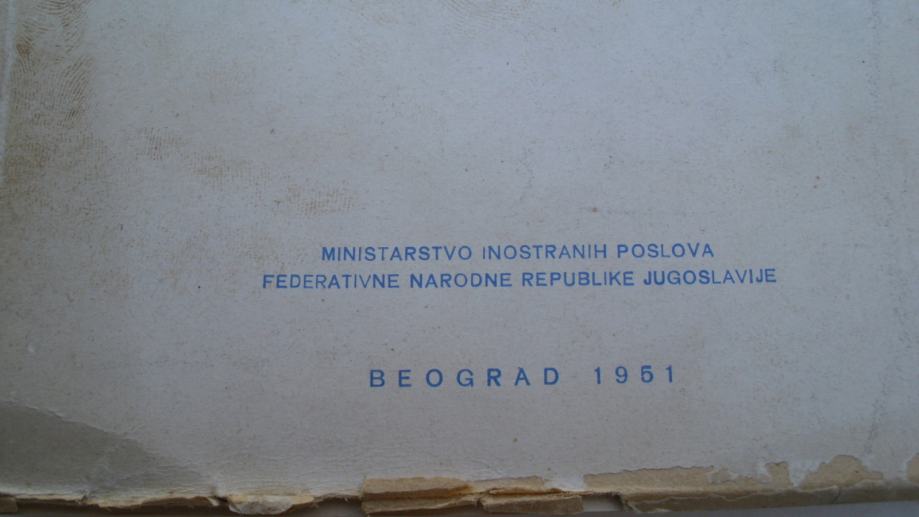 MINISTARSTVO INOSTRANIH POSLOVA
FEDERATIVNE NARODNE REPUBLIKE JUGOSLAVIJE
BEOGRAD 1951